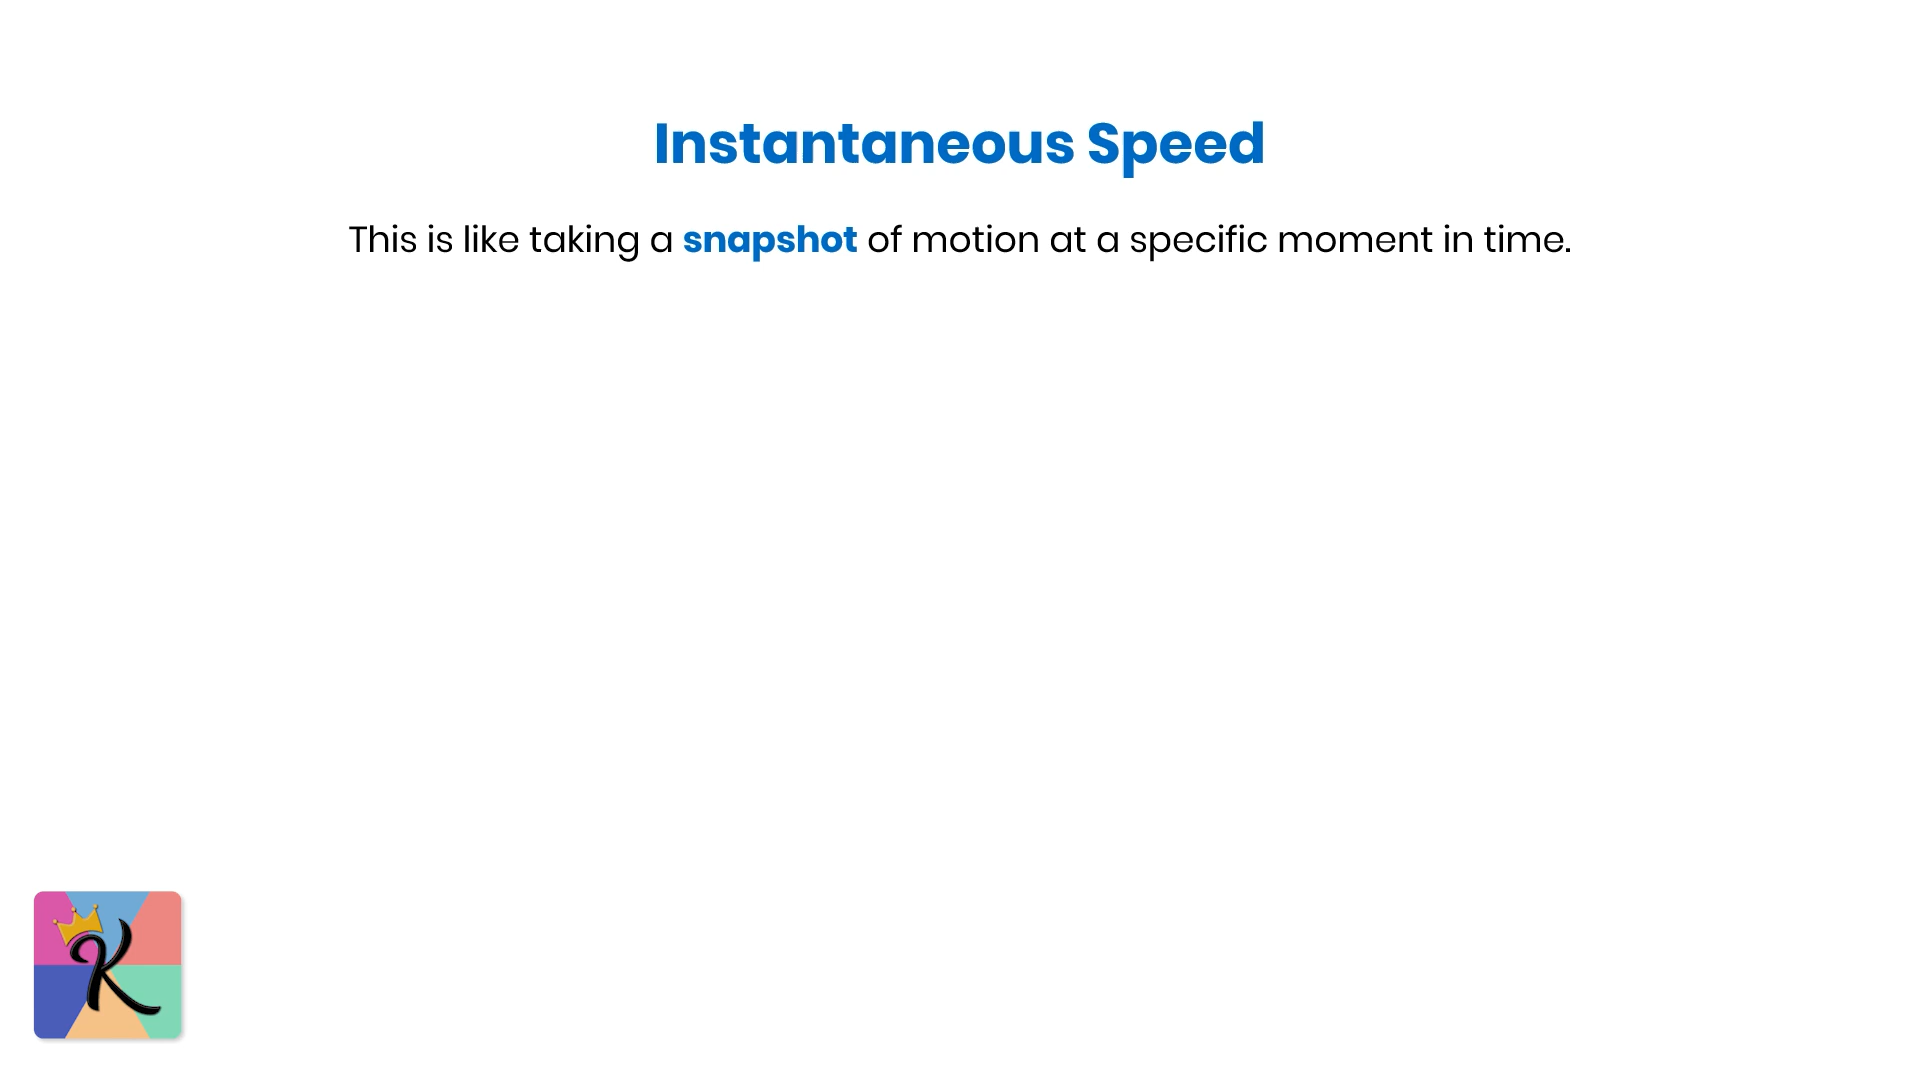 Instantaneous Speed
This is like taking a snapshot of motion at a specific moment in time.
K